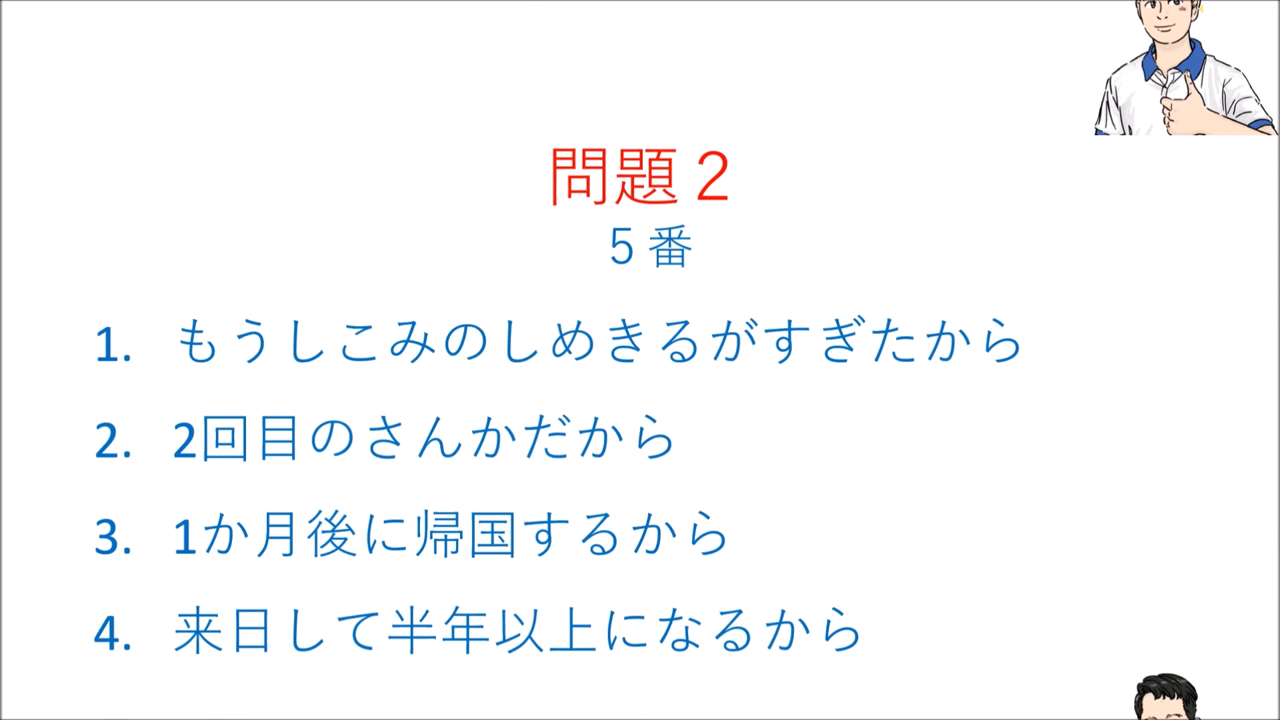 問題２
５番
1. もうしこみのしめきるがすぎたから
2. 2回目のさんかだから
3. 1か月後に帰国するから
4. 来日して半年以上になるから